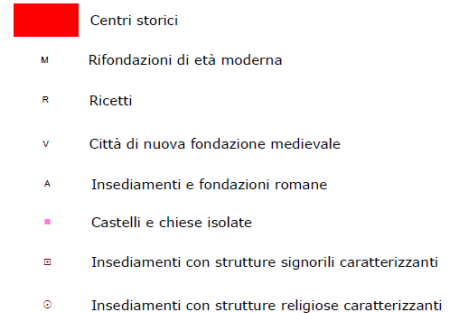 Centri storici
M Rifondazioni di età moderna
R Ricetti
V Città di nuova fondazione medievale
A Insediamenti e fondazioni romane
Castelli e chiese isolate
Insediamenti con strutture signorili caratterizzanti
Insediamenti con strutture religiose caratterizzanti